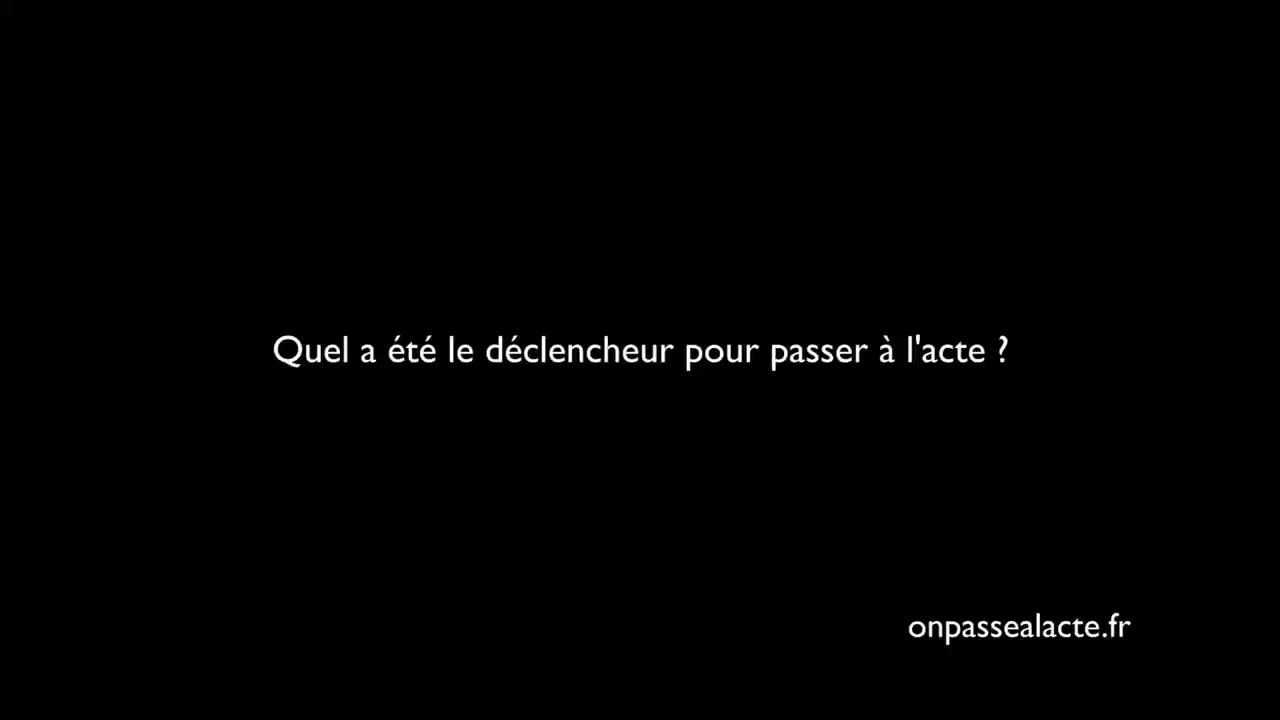 Quel a été le déclencheur pour passer à l'acte ?
onpassealacte.fr